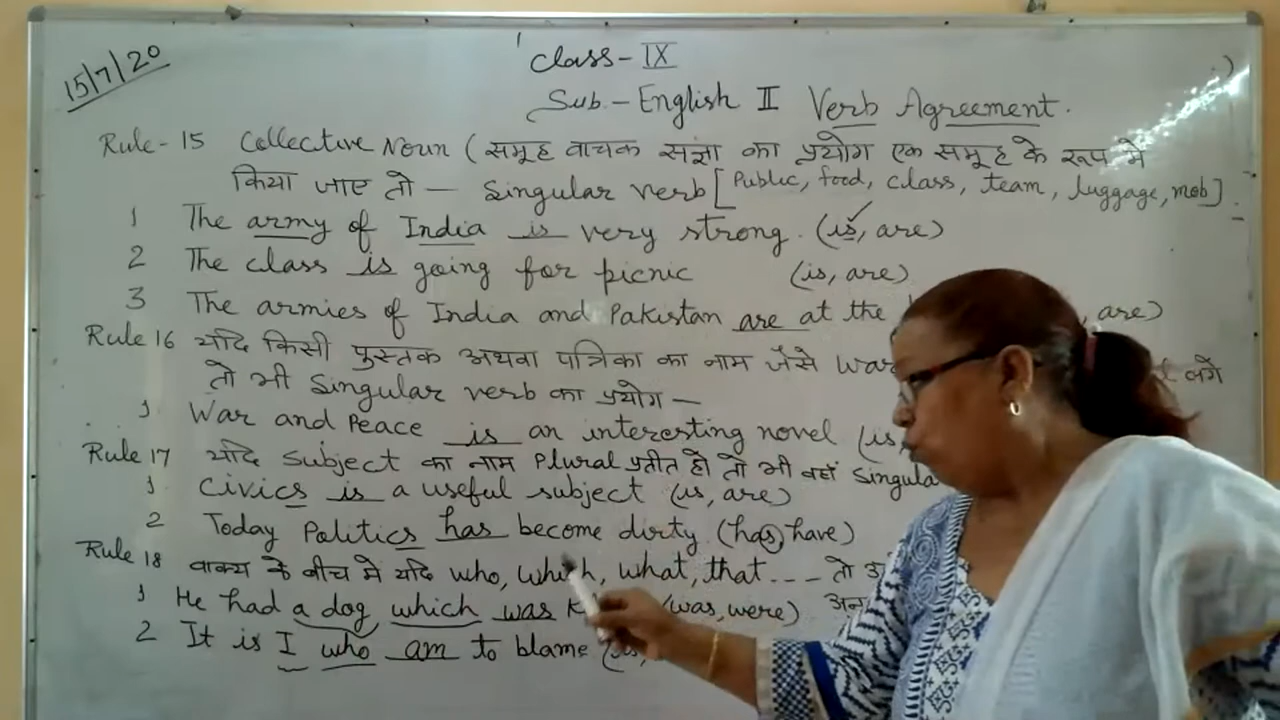 15/7/20
Class - IX
Sub. - English II Verb Agreement.
Rule - 15 Collective Noun ( समूह वाचक संज्ञा का प्रयोग एक समूह के रूप में
किया जाए तो — Singular verb [ Public, food, class, team, luggage, mob ].
1 The army of India is very strong. (is, are)
2 The class is going for picnic (is, are)
3 The armies of India and Pakistan are at the , are)
Rule 16 यदि किसी पुस्तक अथवा पत्रिका का नाम जैसे War लगे
तो भी Singular verb का प्रयोग —
1 War and Peace is an interesting novel (is,
Rule 17 यदि subject का नाम Plural प्रतीत हो तो भी वहां
1 Civics is a useful subject (is, are)
2 Today Politics has become dirty (has, have)
Rule 18 वाक्य के बीच में यदि who, which, what, that --- तो
1 He had a dog which was (was, were)
2 It is I who am to blame (is,